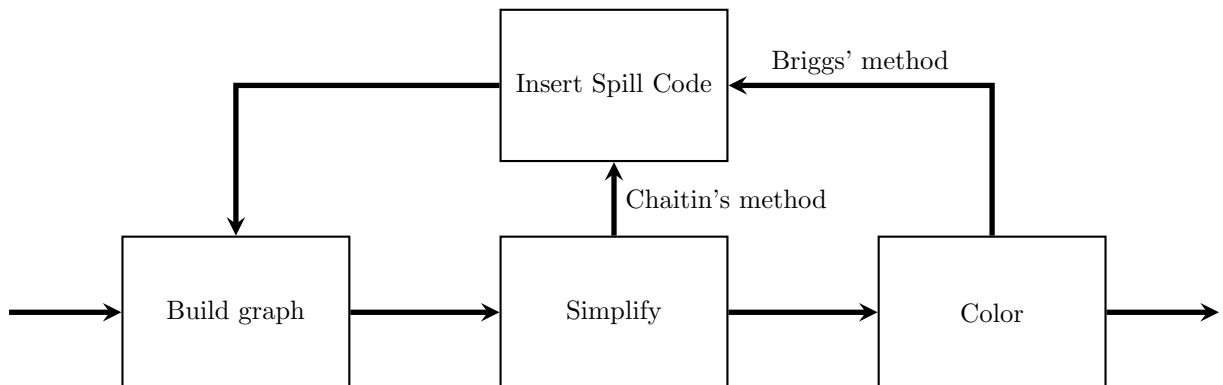 Briggs' method
Insert Spill Code
Chaitin's method
Build graph
Simplify
Color